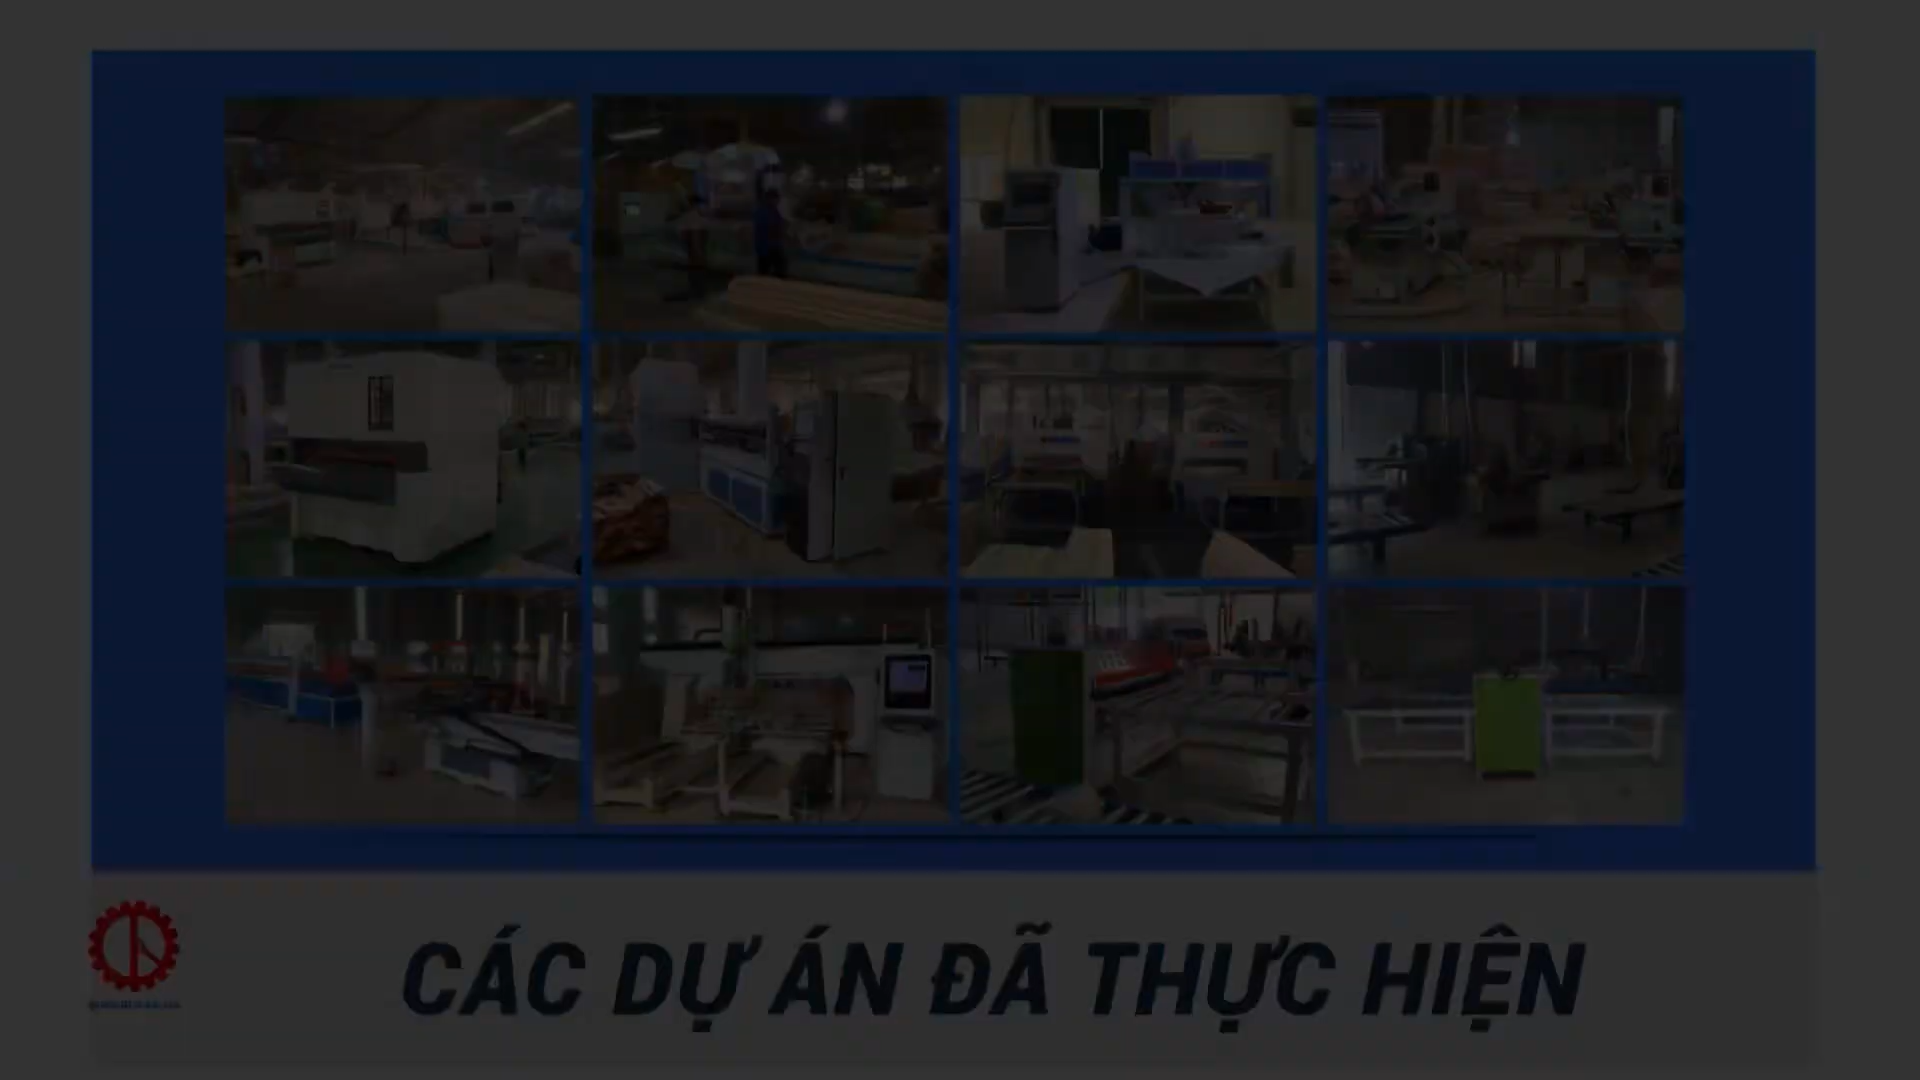 CÁC DỰ ÁN ĐÃ THỰC HIỆN